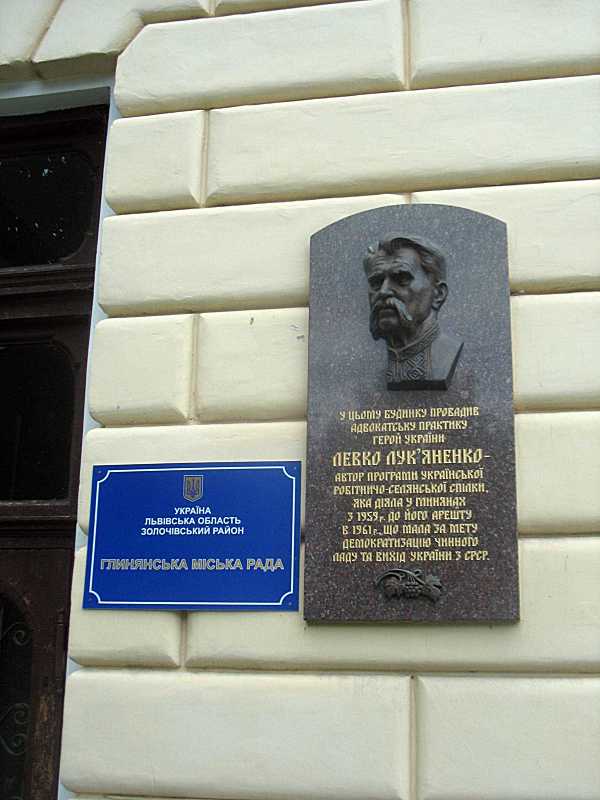 УКРАЇНА
ЛЬВІВСЬКА ОБЛАСТЬ
ЗОЛОЧІВСЬКИЙ РАЙОН
ГЛИНЯНСЬКА МІСЬКА РАДА
У ЦЬОМУ БУДИНКУ ПРОВАДИВ
АДВОКАТСЬКУ ПРАКТИКУ
ГЕРОЙ УКРАЇНИ
ЛЕВКО ЛУК'ЯНЕНКО -
АВТОР ПРОГРАМИ УКРАЇНСЬКОЇ
РОБІТНИЧО-СЕЛЯНСЬКОЇ СПІЛКИ,
ЯКА ДІЯЛА У ГЛИНЯНАХ
З 1959р. ДО ЙОГО АРЕШТУ
В 1961р., ЩО МАЛА ЗА МЕТУ
ДЕМОКРАТИЗАЦІЮ ЧИННОГО
ЛАДУ ТА ВИХІД УКРАЇНИ З СРСР.